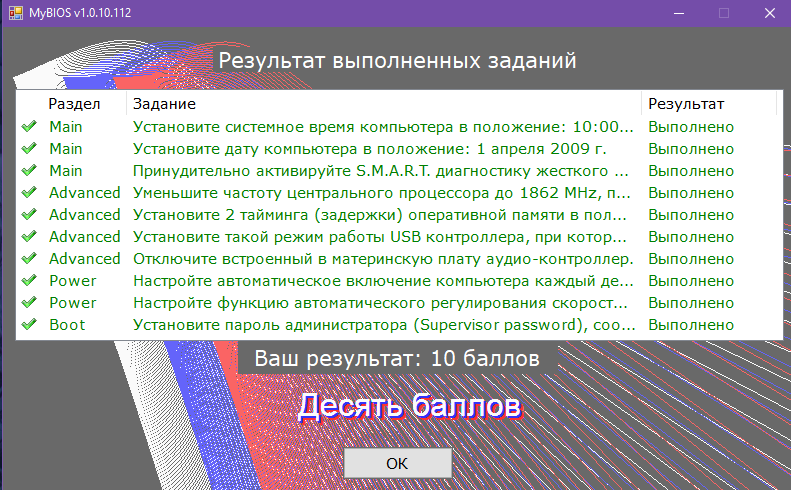 MyBIOS v1.0.10.112
Результат выполненных заданий
Раздел Задание Результат
Main Установите системное время компьютера в положение: 10:00... Выполнено
Main Установите дату компьютера в положение: 1 апреля 2009 г. Выполнено
Main Принудительно активируйте S.M.A.R.T. диагностику жесткого ... Выполнено
Advanced Уменьшите частоту центрального процессора до 1862 MHz, п... Выполнено
Advanced Установите 2 тайминга (задержки) оперативной памяти в пол... Выполнено
Advanced Установите такой режим работы USB контроллера, при котор... Выполнено
Advanced Отключите встроенный в материнскую плату аудио-контроллер. Выполнено
Power Настройте автоматическое включение компьютера каждый де... Выполнено
Power Настройте функцию автоматического регулирования скорост... Выполнено
Boot Установите пароль администратора (Supervisor password), соо... Выполнено
Ваш результат: 10 баллов
Десять баллов
OK